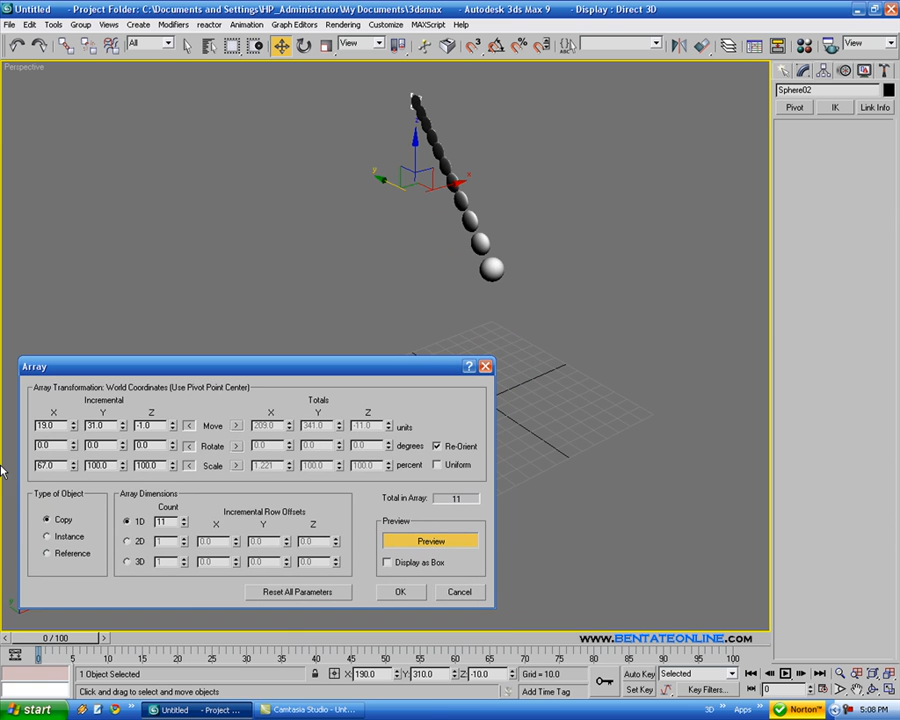 Untitled - Project Folder: C:\Documents and Settings\HP_Administrator\My Documents\3dsmax - Autodesk 3ds Max 9 - Display : Direct 3D
File Edit Tools Group Views Create Modifiers reactor Animation Graph Editors Rendering Customize MAXScript Help
All View View
Perspective
Sphere02
Pivot IK Link Info
Array
Array Transformation: World Coordinates (Use Pivot Point Center)
Incremental Totals
X Y Z X Y Z
19.0 31.0 -1.0 < Move > 209.0 341.0 -11.0 units
0.0 0.0 0.0 < Rotate > 0.0 0.0 0.0 degrees Re-Orient
67.0 100.0 100.0 < Scale > 1.221 100.0 100.0 percent Uniform
Type of Object
Copy
Instance
Reference
Array Dimensions
Count Incremental Row Offsets
X Y Z
1D 11
2D 1 0.0 0.0 0.0
3D 1 0.0 0.0 0.0
Total in Array: 11
Preview
Preview
Display as Box
Reset All Parameters OK Cancel
0 / 100
WWW.BENTATEONLINE.COM
0 5 10 15 20 25 30 35 40 45 50 55 60 65 70 75 80 85 90 95 100
1 Object Selected X: 190.0 Y: 310.0 Z: -10.0 Grid = 10.0 Auto Key Selected
Click and drag to select and move objects Add Time Tag Set Key Key Filters... 0
start Untitled - Project ... Camtasia Studio - Unt... 3D Apps Norton 5:08 PM